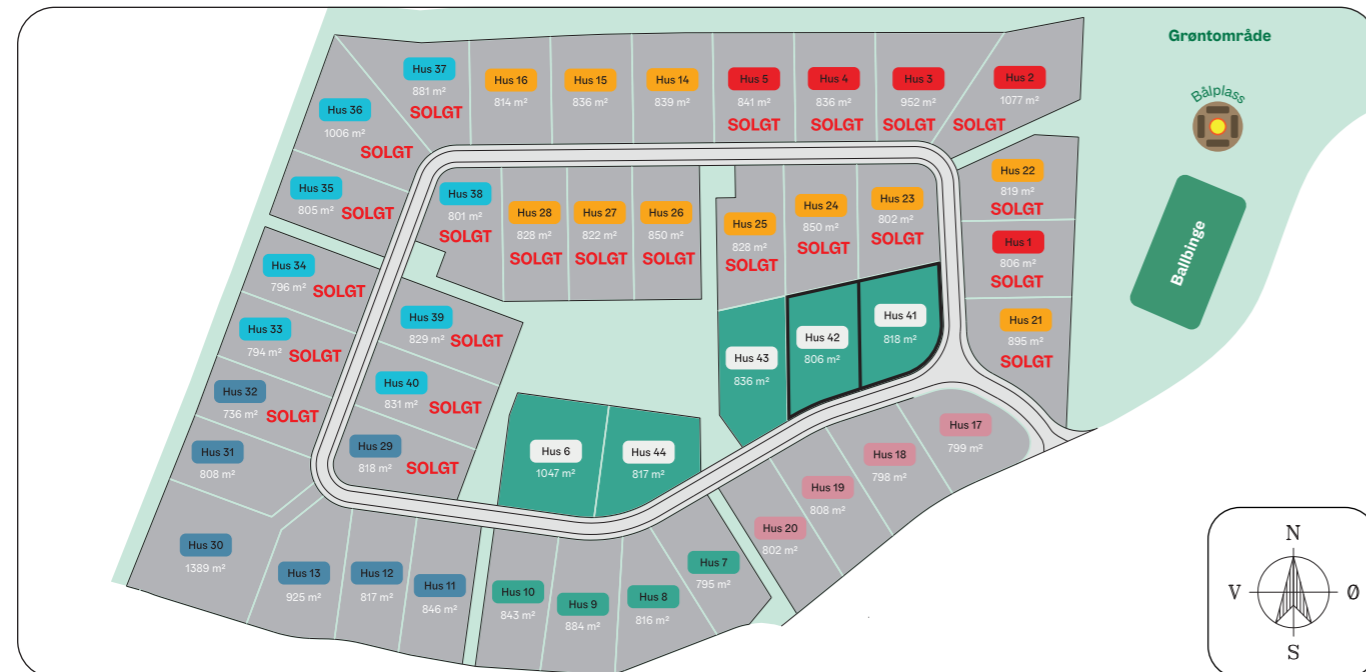 Grøntområde
Bålplass
Ballbinge
Hus 37
881 m²
SOLGT
Hus 16
814 m²
Hus 15
836 m²
Hus 14
839 m²
Hus 5
841 m²
SOLGT
Hus 4
836 m²
SOLGT
Hus 3
952 m²
SOLGT
Hus 2
1077 m²
SOLGT
Hus 36
1006 m²
SOLGT
Hus 35
805 m²
SOLGT
Hus 38
801 m²
SOLGT
Hus 28
828 m²
SOLGT
Hus 27
822 m²
SOLGT
Hus 26
850 m²
SOLGT
Hus 25
828 m²
SOLGT
Hus 24
850 m²
SOLGT
Hus 23
802 m²
SOLGT
Hus 22
819 m²
SOLGT
Hus 1
806 m²
SOLGT
Hus 21
895 m²
SOLGT
Hus 34
796 m²
SOLGT
Hus 33
794 m²
SOLGT
Hus 32
736 m²
SOLGT
Hus 31
808 m²
Hus 39
829 m²
SOLGT
Hus 40
831 m²
SOLGT
Hus 29
818 m²
SOLGT
Hus 43
836 m²
Hus 42
806 m²
Hus 41
818 m²
Hus 6
1047 m²
Hus 44
817 m²
Hus 17
799 m²
Hus 18
798 m²
Hus 19
808 m²
Hus 20
802 m²
Hus 30
1389 m²
Hus 13
925 m²
Hus 12
817 m²
Hus 11
846 m²
Hus 10
843 m²
Hus 9
884 m²
Hus 8
816 m²
Hus 7
795 m²
N
V
Ø
S